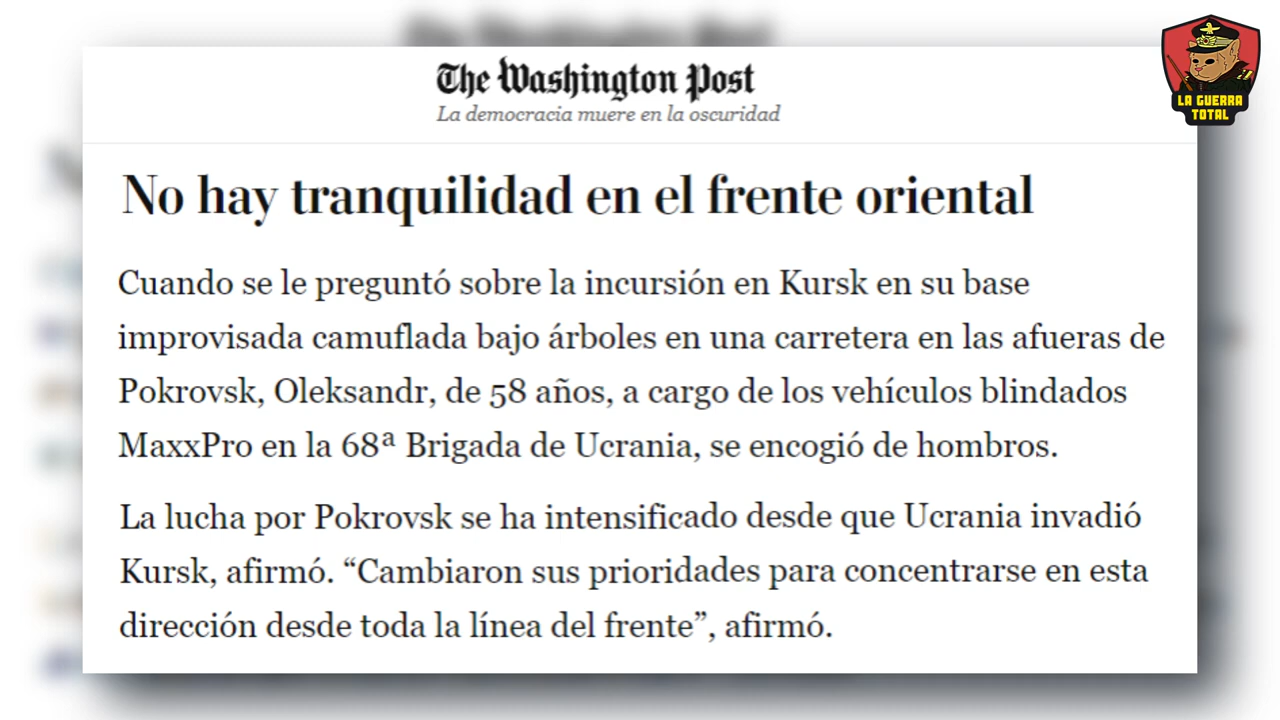 The Washington Post
La democracia muere en la oscuridad
LA GUERRA
TOTAL
No hay tranquilidad en el frente oriental
Cuando se le preguntó sobre la incursión en Kursk en su base
improvisada camuflada bajo árboles en una carretera en las afueras de
Pokrovsk, Oleksandr, de 58 años, a cargo de los vehículos blindados
MaxxPro en la 68ª Brigada de Ucrania, se encogió de hombros.
La lucha por Pokrovsk se ha intensificado desde que Ucrania invadió
Kursk, afirmó. “Cambiaron sus prioridades para concentrarse en esta
dirección desde toda la línea del frente”, afirmó.